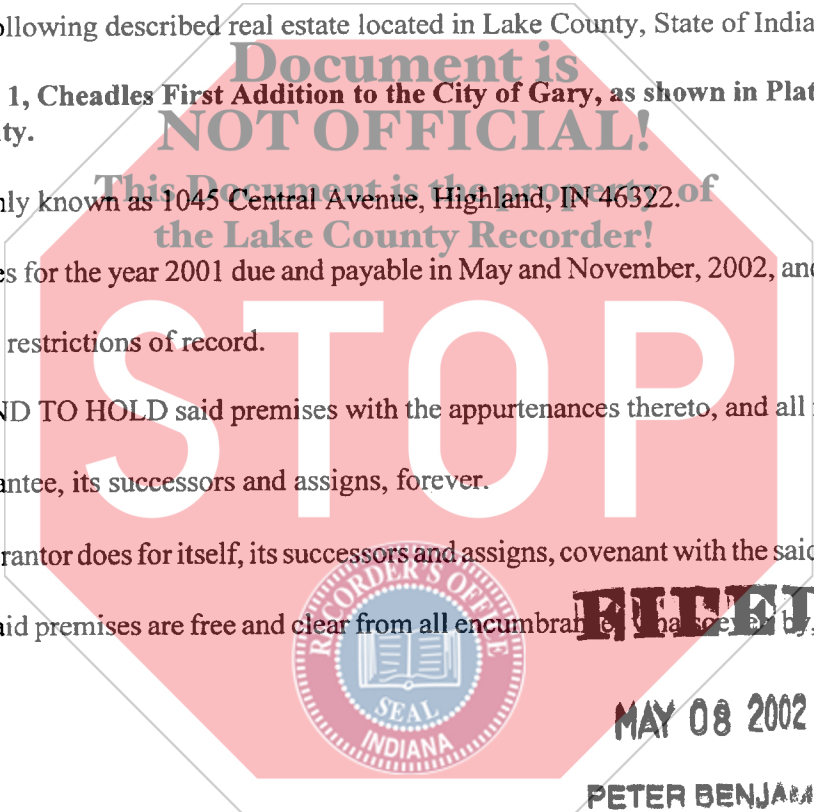 ollowing described real estate located in Lake County, State of India
Document is
1, Cheadles First Addition to the City of Gary, as shown in Plat
ty.
NOT OFFICIAL!
This Document is the property of
nly known as 1045 Central Avenue, Highland, IN 46322.
the Lake County Recorder!
es for the year 2001 due and payable in May and November, 2002, and
restrictions of record.
STOP
ND TO HOLD said premises with the appurtenances thereto, and all
antee, its successors and assigns, forever.
rantor does for itself, its successors and assigns, covenant with the said
RECORDER'S OFFICE
aid premises are free and clear from all encumbran whatsoever by,
FILED
SEAL
INDIANA
MAY 08 2002
PETER BENJAM